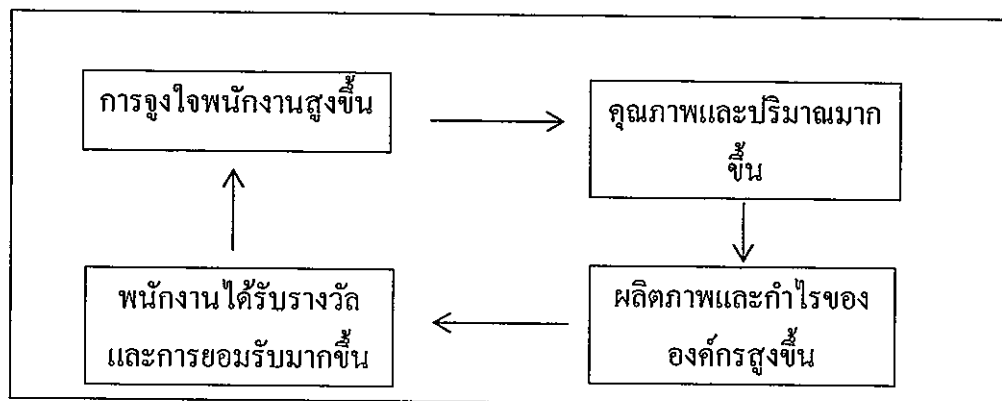 การจูงใจพนักงานสูงขึ้น
คุณภาพและปริมาณมาก
ขึ้น
ผลิตภาพและกำไรของ
องค์กรสูงขึ้น
พนักงานได้รับรางวัล
และการยอมรับมากขึ้น